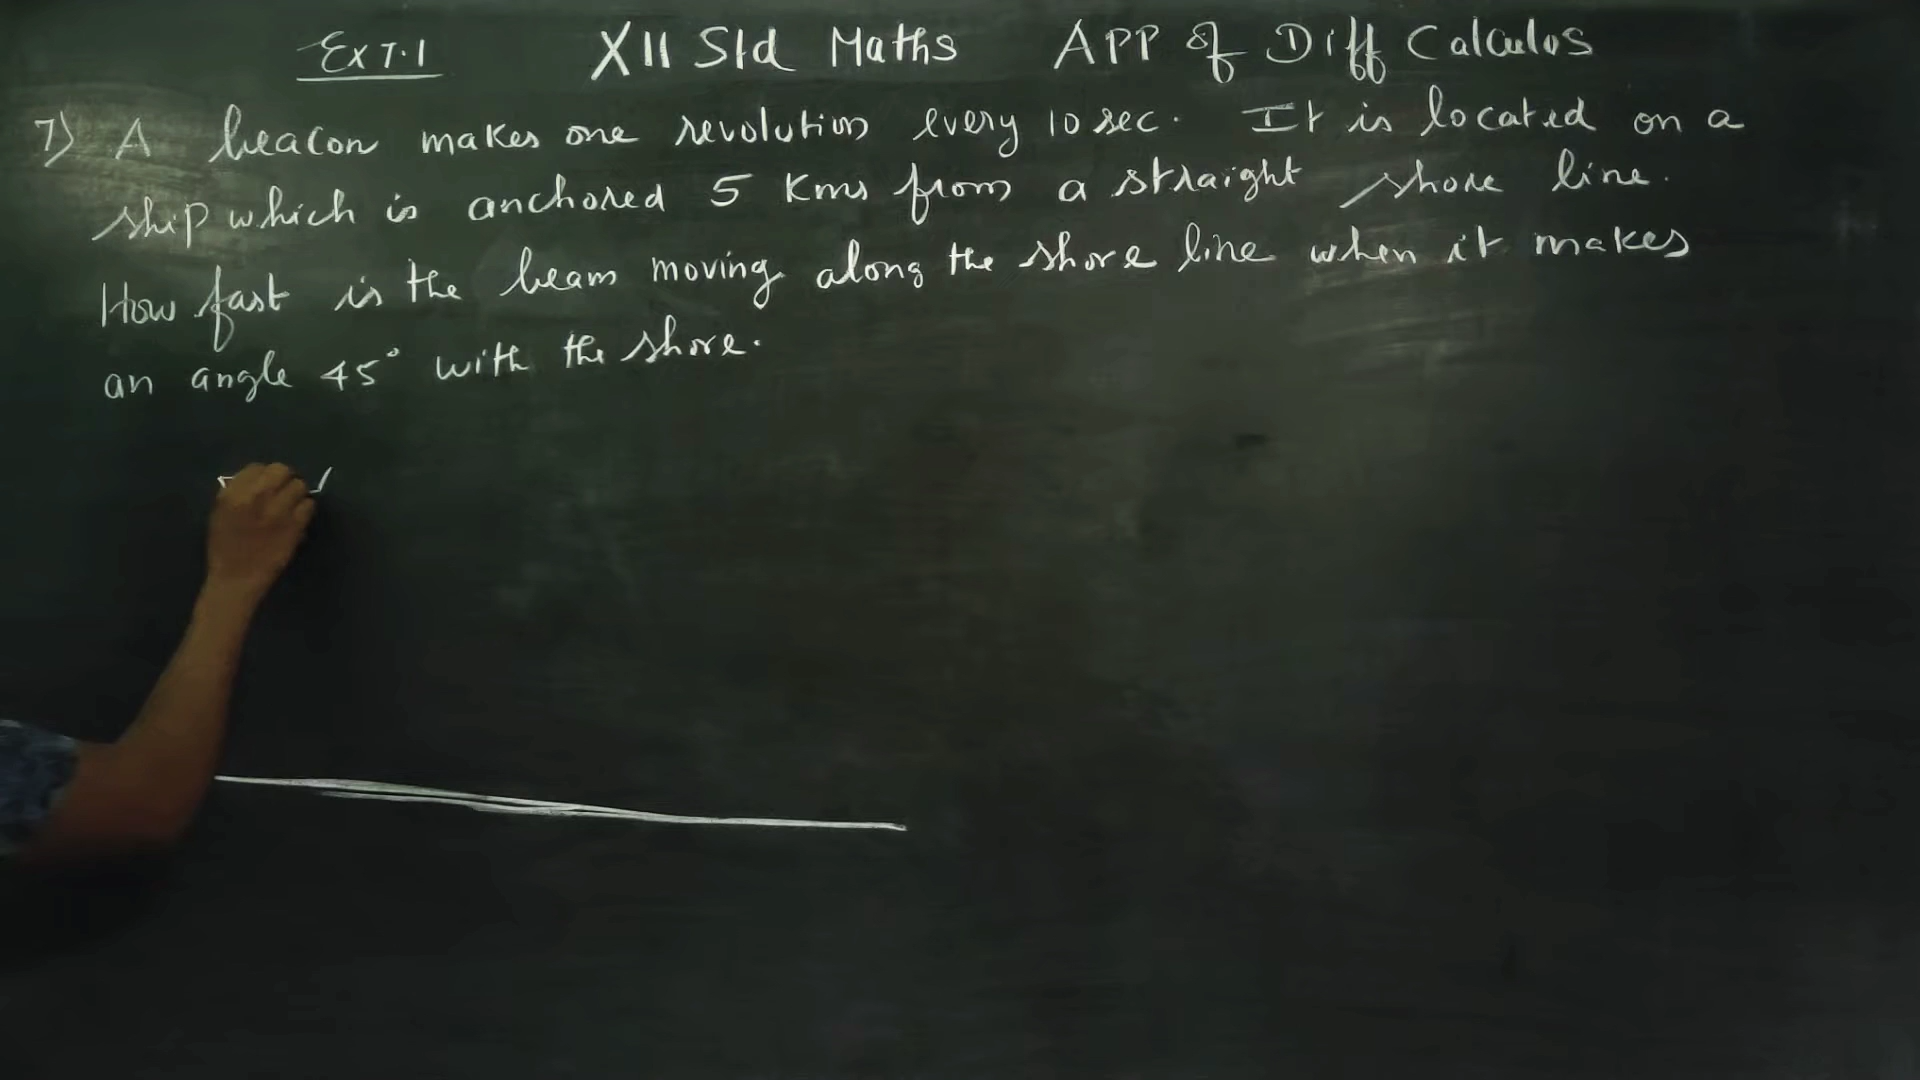 Ex 7.1 XII Std Maths APP of Diff Calculus
7) A beacon makes one revolution every 10 sec. It is located on a
ship which is anchored 5 Kms from a straight shore line.
How fast is the beam moving along the shore line when it makes
an angle 45° with the shore.